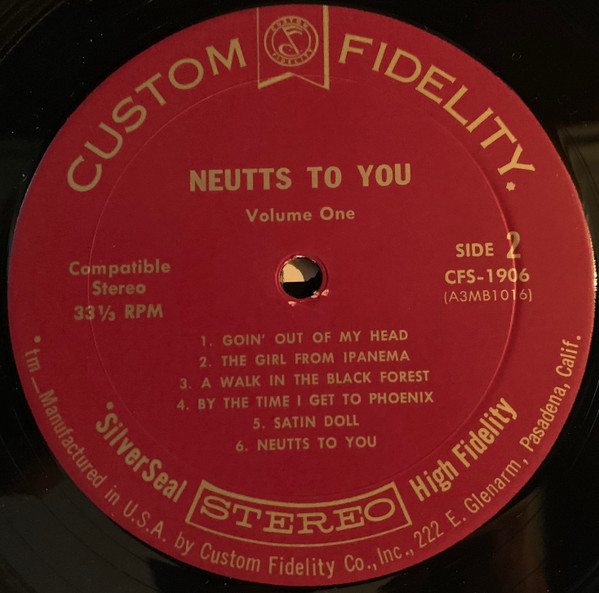 CUSTOM FIDELITY.
CUSTOM
FIDELITY
NEUTTS TO YOU
Volume One
Compatible
Stereo
33⅓ RPM
SIDE 2
CFS-1906
(A3MB1016)
1. GOIN' OUT OF MY HEAD
2. THE GIRL FROM IPANEMA
3. A WALK IN THE BLACK FOREST
4. BY THE TIME I GET TO PHOENIX
5. SATIN DOLL
6. NEUTTS TO YOU
•SilverSeal STEREO High Fidelity
•tm—Manufactured in U.S.A. by Custom Fidelity Co., Inc., 222 E. Glenarm, Pasadena, Calif.